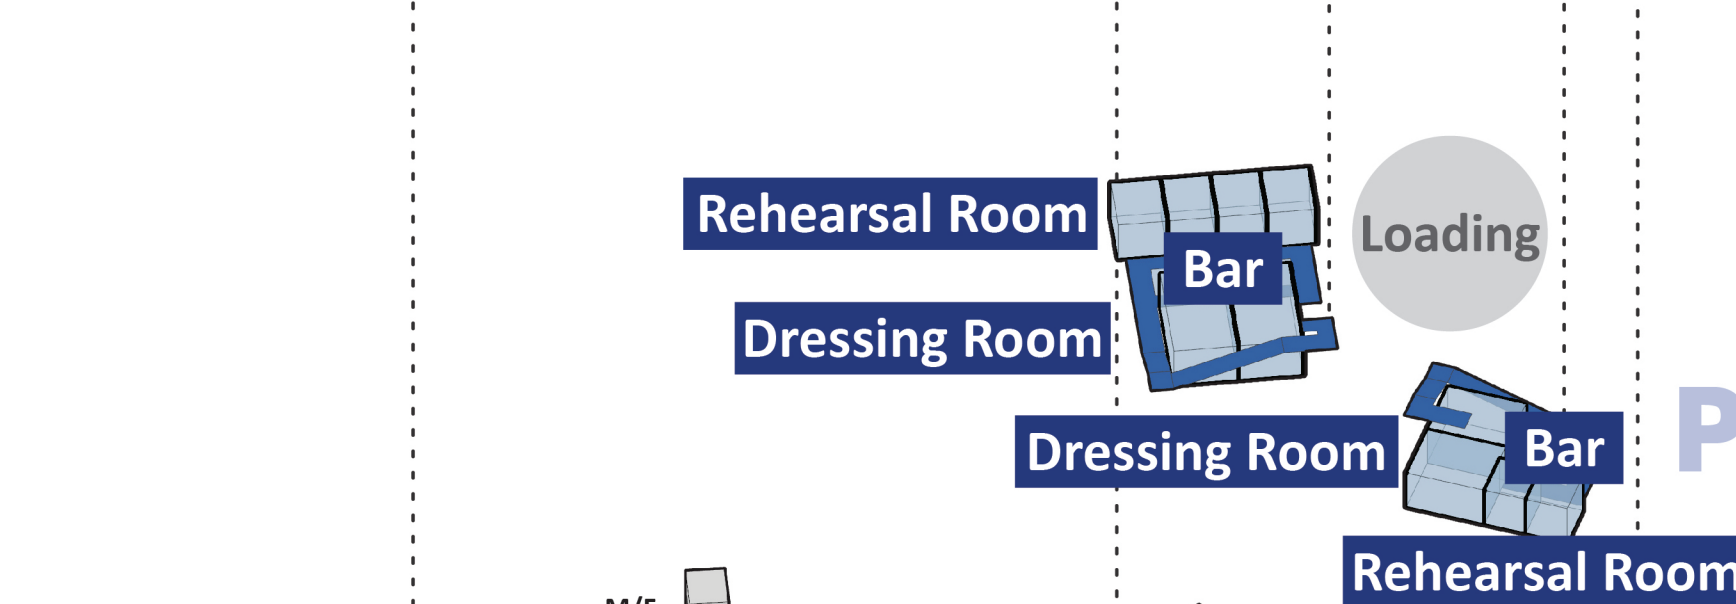 Rehearsal Room
Bar
Loading
Dressing Room
Dressing Room
Bar
P
Rehearsal Room
M/E